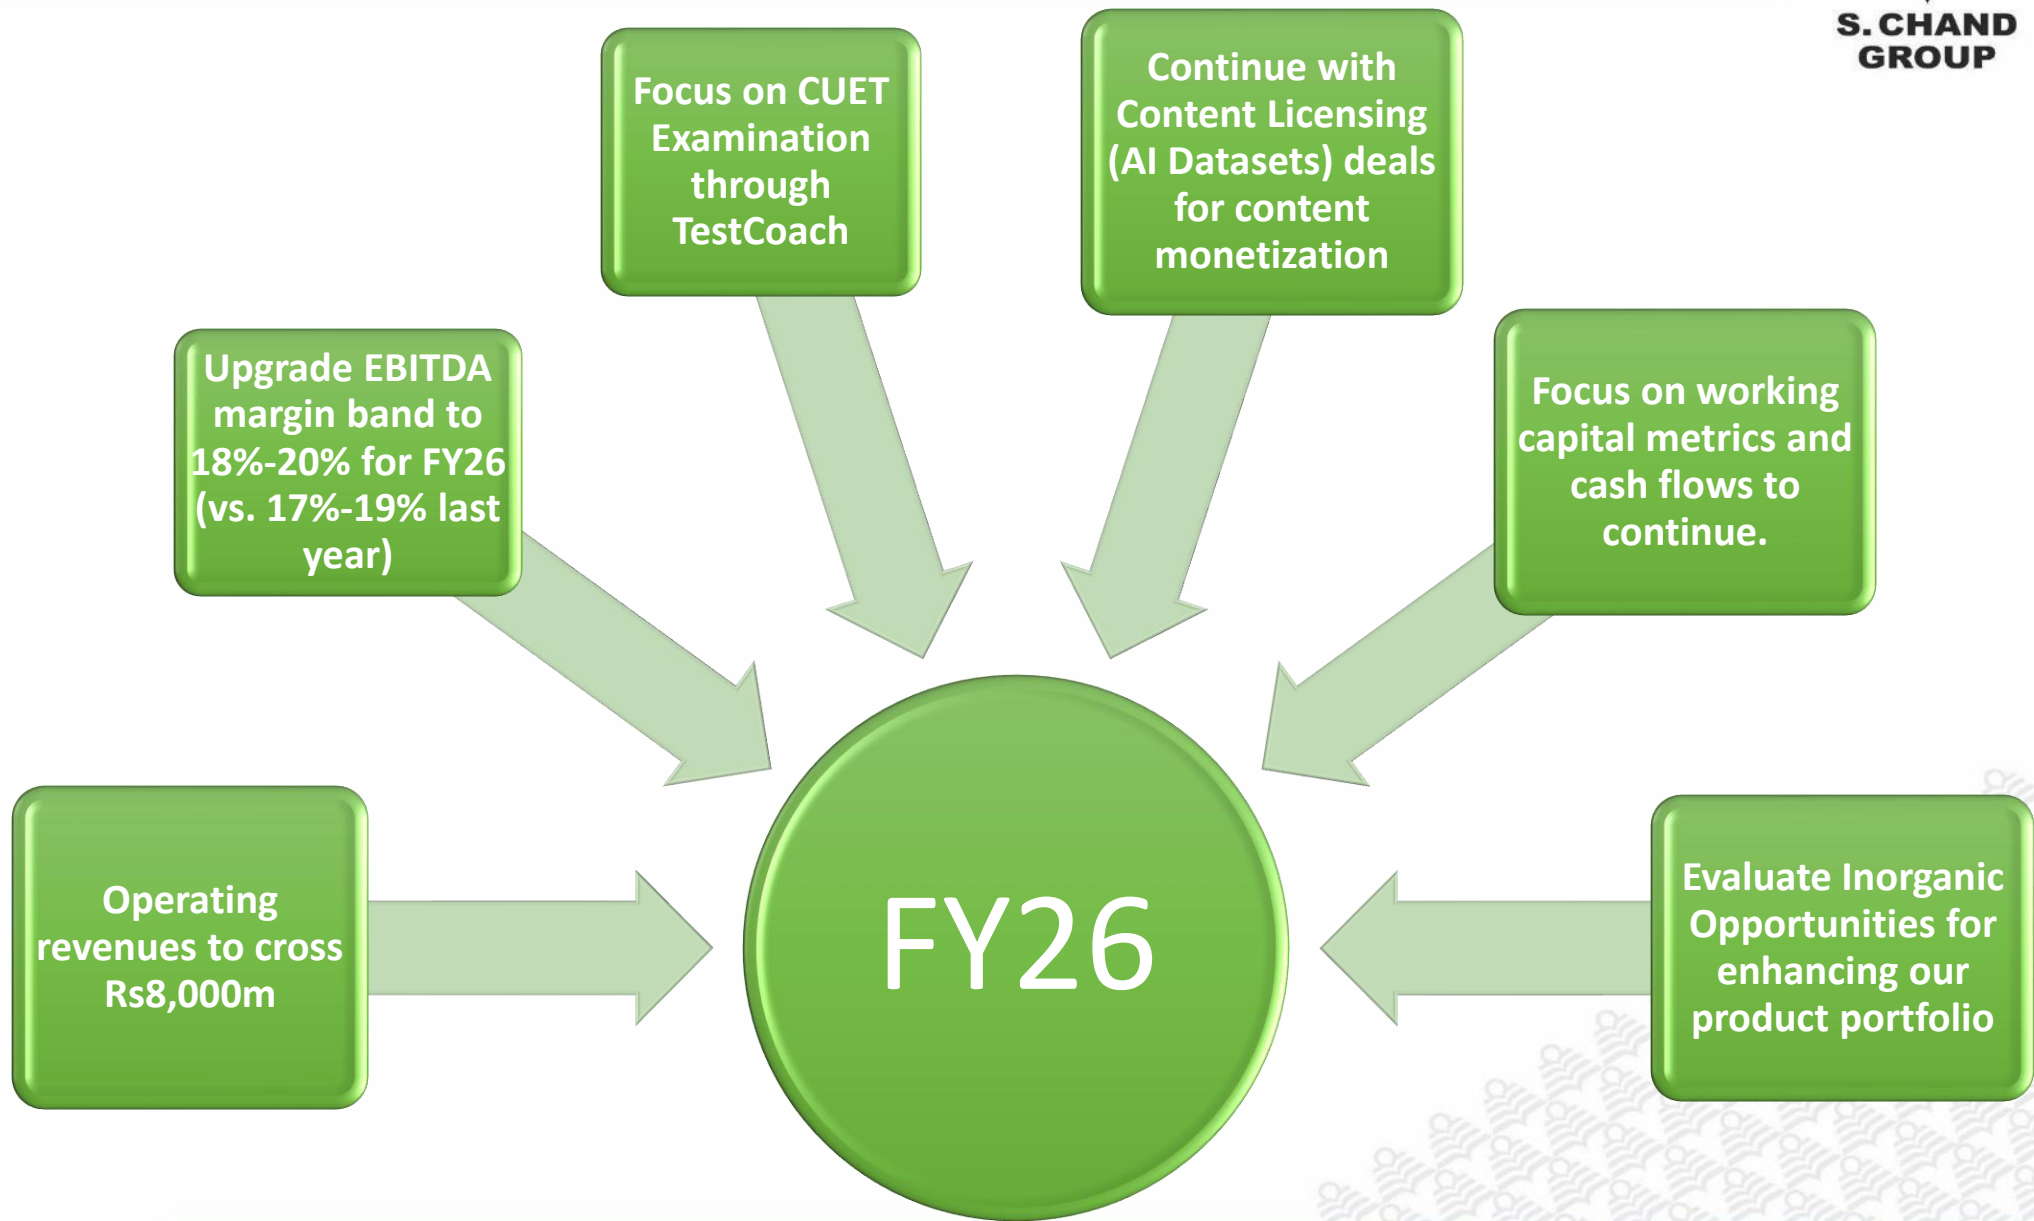 S. CHAND
GROUP
Focus on CUET
Examination
through
TestCoach
Continue with
Content Licensing
(AI Datasets) deals
for content
monetization
Upgrade EBITDA
margin band to
18%-20% for FY26
(vs. 17%-19% last
year)
Focus on working
capital metrics and
cash flows to
continue.
Operating
revenues to cross
Rs8,000m
FY26
Evaluate Inorganic
Opportunities for
enhancing our
product portfolio